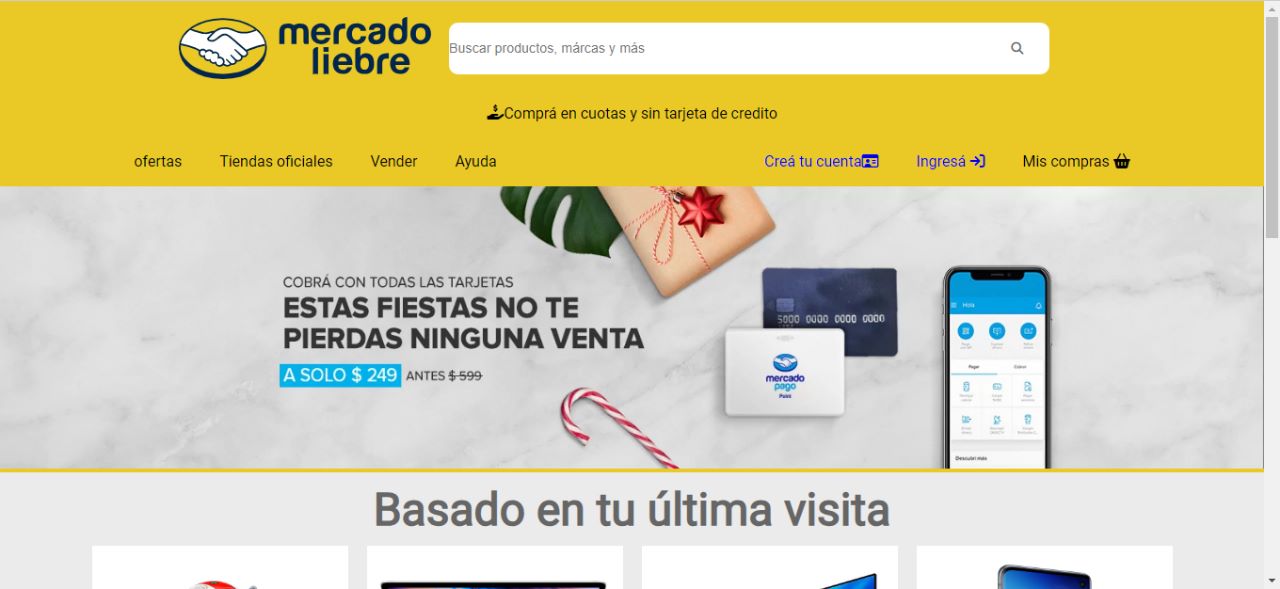 mercado
liebre
Buscar productos, márcas y más
Comprá en cuotas y sin tarjeta de credito
ofertas Tiendas oficiales Vender Ayuda Creá tu cuenta Ingresá Mis compras
COBRÁ CON TODAS LAS TARJETAS
ESTAS FIESTAS NO TE
PIERDAS NINGUNA VENTA
A SOLO $ 249 ANTES $ 599
5000 0000 0000 0000
mercado
pago
Point
Hola
Pagar Cobrar
Descubrí más
Basado en tu última visita